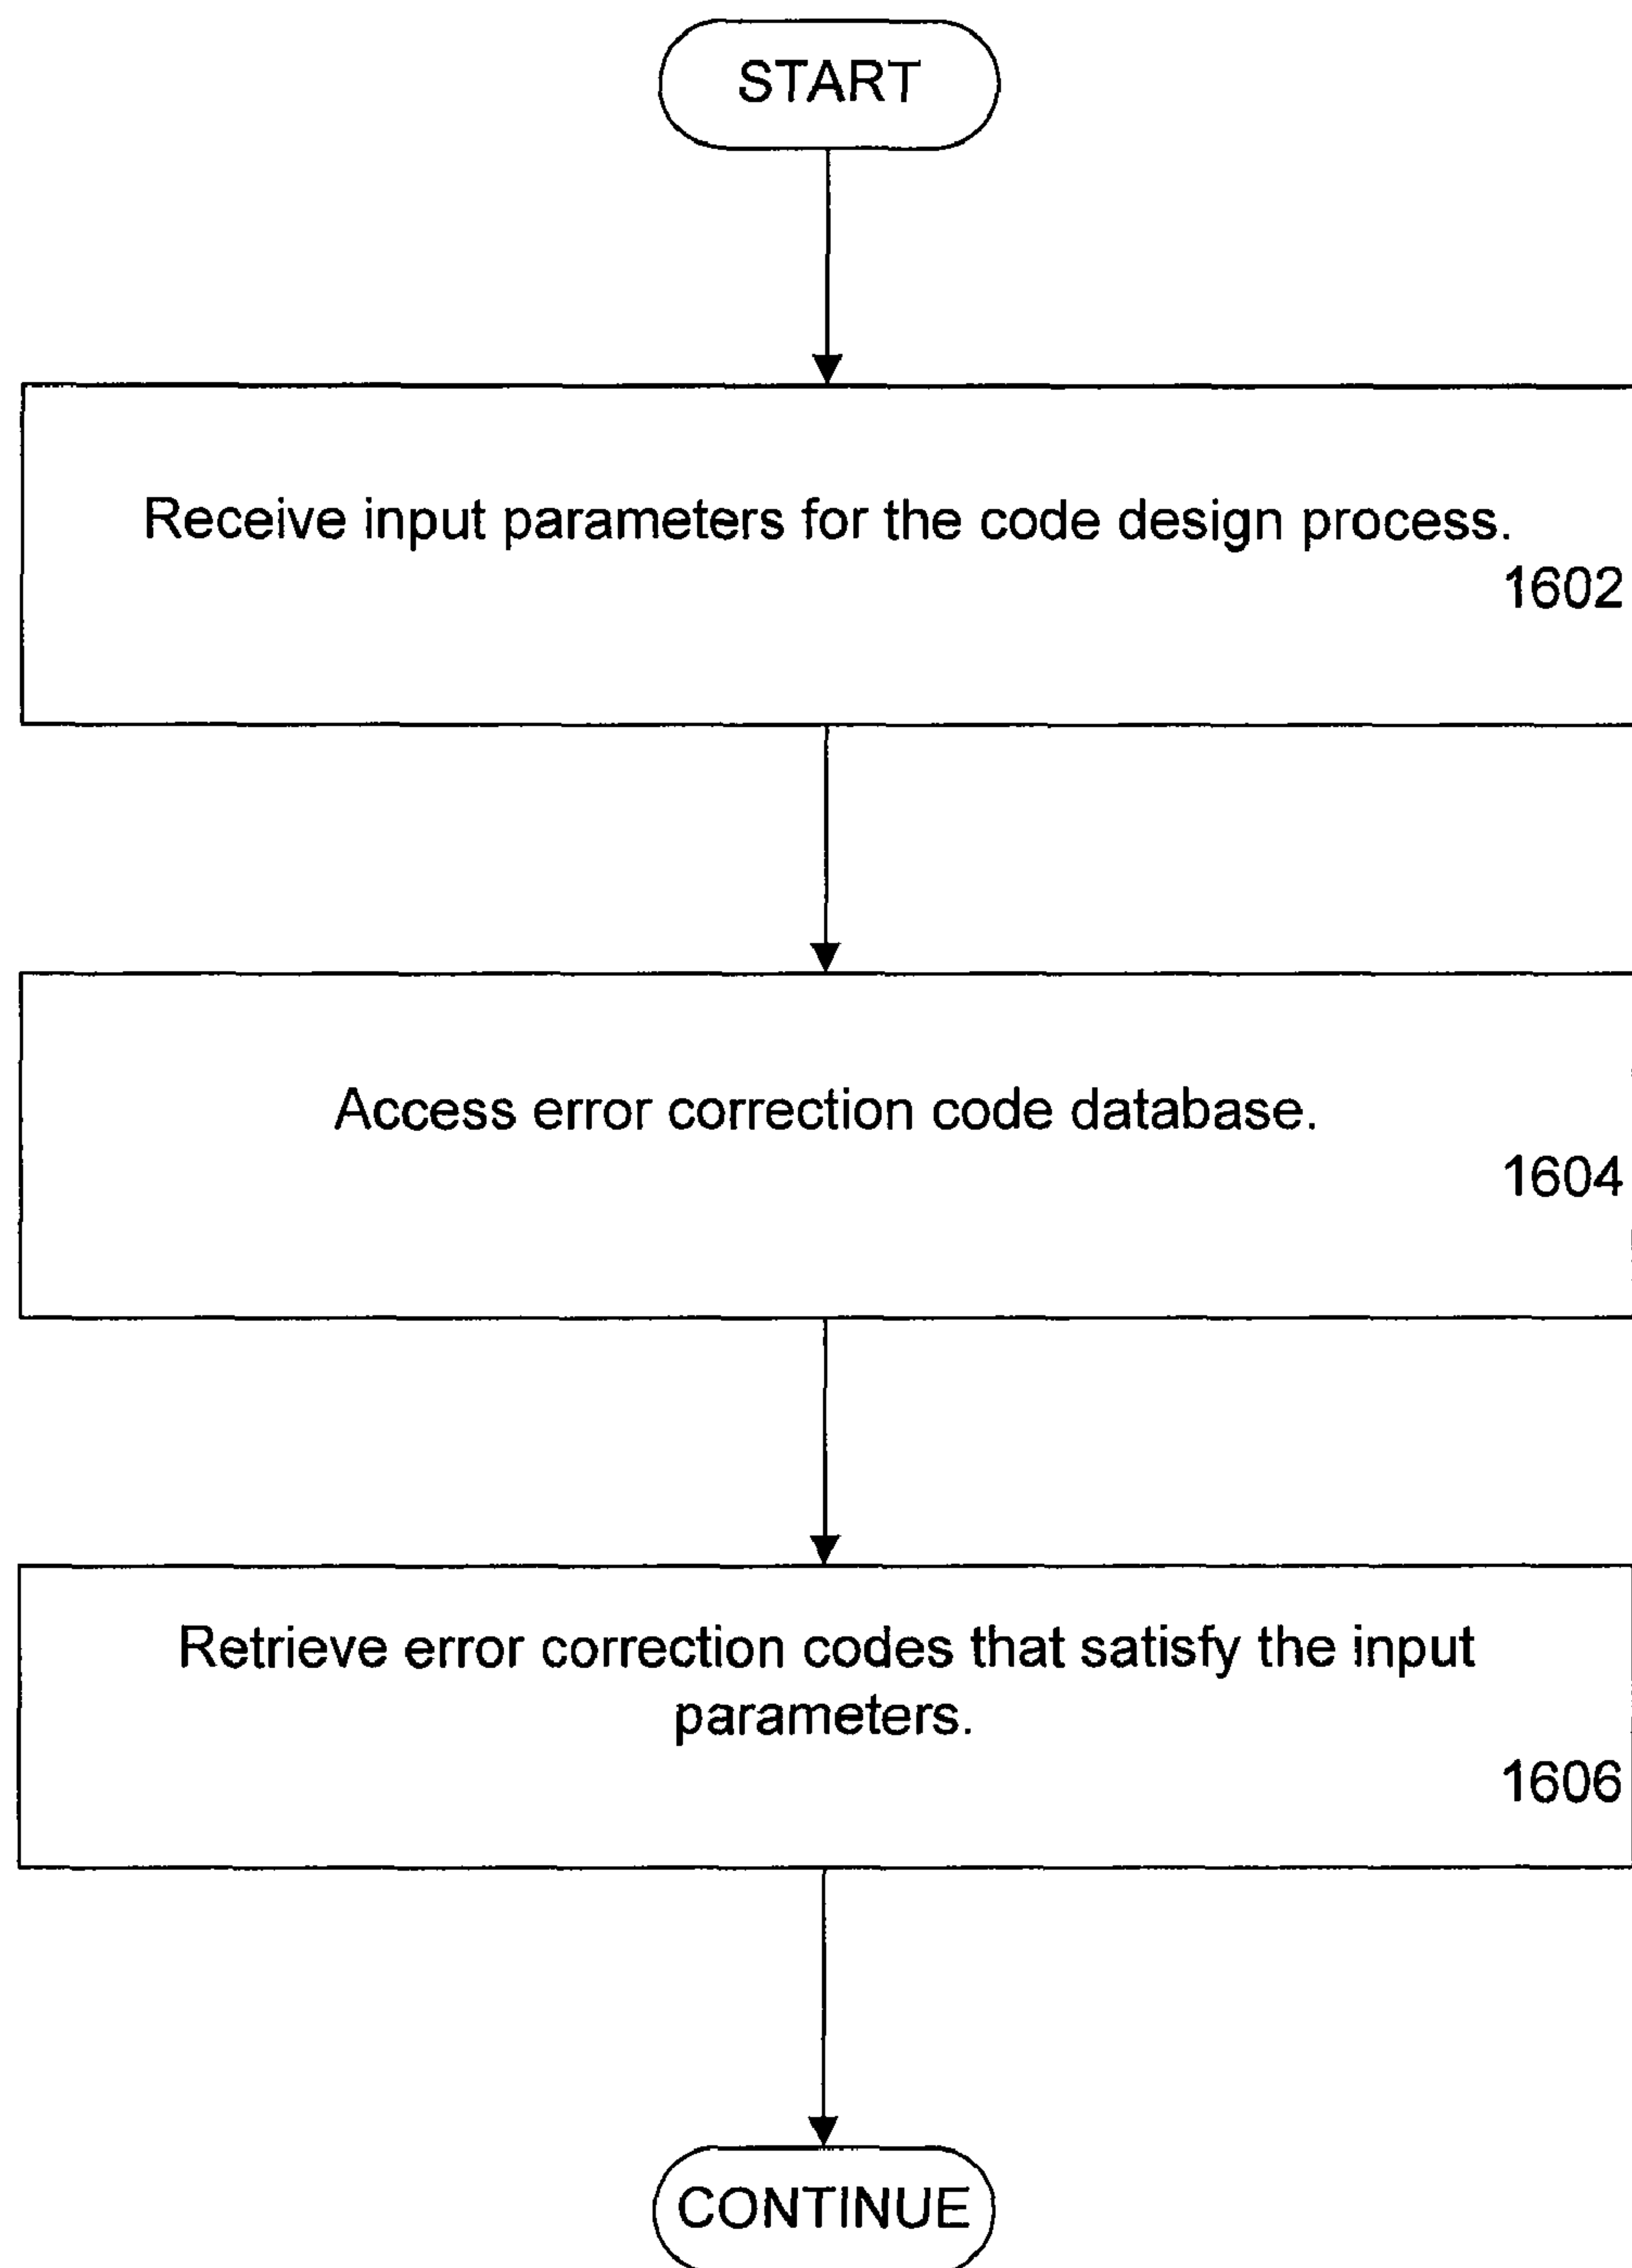 START
Receive input parameters for the code design process.
1602
Access error correction code database.
1604
Retrieve error correction codes that satisfy the input
parameters.
1606
CONTINUE